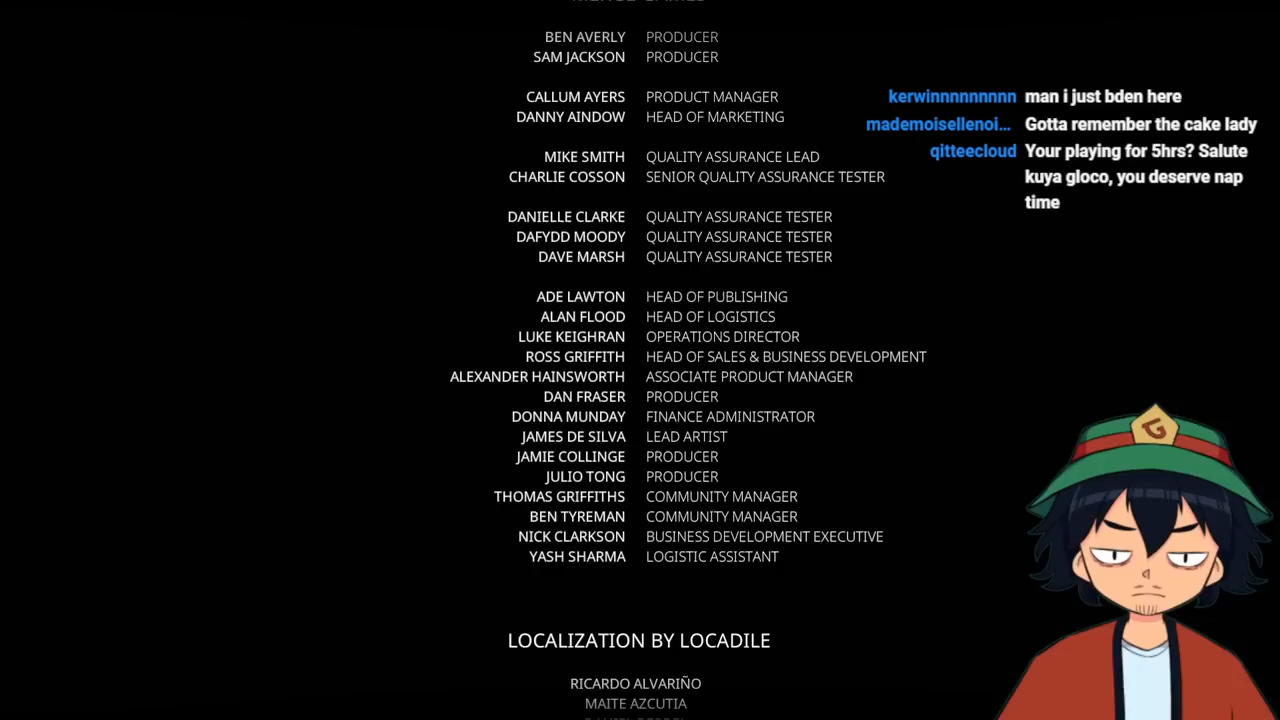 BEN AVERLY PRODUCER
SAM JACKSON PRODUCER
CALLUM AYERS PRODUCT MANAGER
DANNY AINDOW HEAD OF MARKETING
MIKE SMITH QUALITY ASSURANCE LEAD
CHARLIE COSSON SENIOR QUALITY ASSURANCE TESTER
DANIELLE CLARKE QUALITY ASSURANCE TESTER
DAFYDD MOODY QUALITY ASSURANCE TESTER
DAVE MARSH QUALITY ASSURANCE TESTER
ADE LAWTON HEAD OF PUBLISHING
ALAN FLOOD HEAD OF LOGISTICS
LUKE KEIGHRAN OPERATIONS DIRECTOR
ROSS GRIFFITH HEAD OF SALES & BUSINESS DEVELOPMENT
ALEXANDER HAINSWORTH ASSOCIATE PRODUCT MANAGER
DAN FRASER PRODUCER
DONNA MUNDAY FINANCE ADMINISTRATOR
JAMES DE SILVA LEAD ARTIST
JAMIE COLLINGE PRODUCER
JULIO TONG PRODUCER
THOMAS GRIFFITHS COMMUNITY MANAGER
BEN TYREMAN COMMUNITY MANAGER
NICK CLARKSON BUSINESS DEVELOPMENT EXECUTIVE
YASH SHARMA LOGISTIC ASSISTANT
LOCALIZATION BY LOCADILE
RICARDO ALVARIÑO
MAITE AZCUTIA
kerwinnnnnnnnn man i just bden here
mademoisellenoi... Gotta remember the cake lady
qitteecloud Your playing for 5hrs? Salute
kuya gloco, you deserve nap
time
G